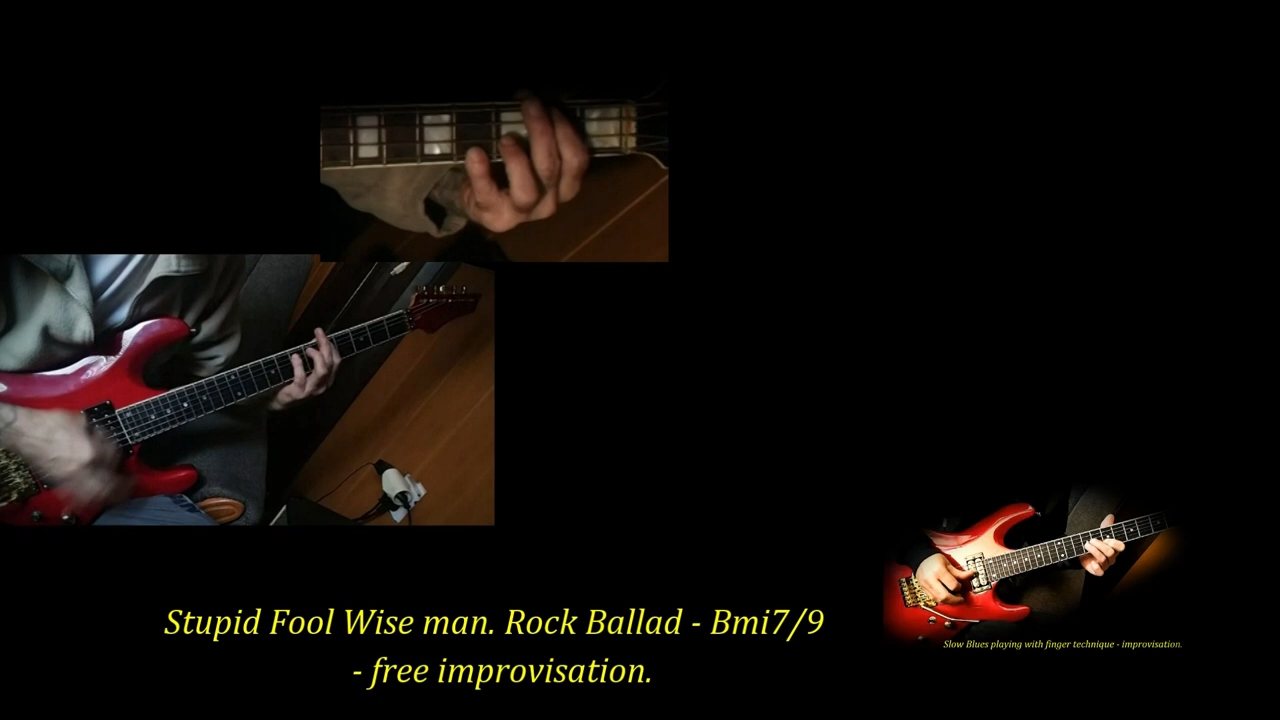 Stupid Fool Wise man. Rock Ballad - Bmi7/9
- free improvisation.
Slow Blues playing with finger technique - improvisation.